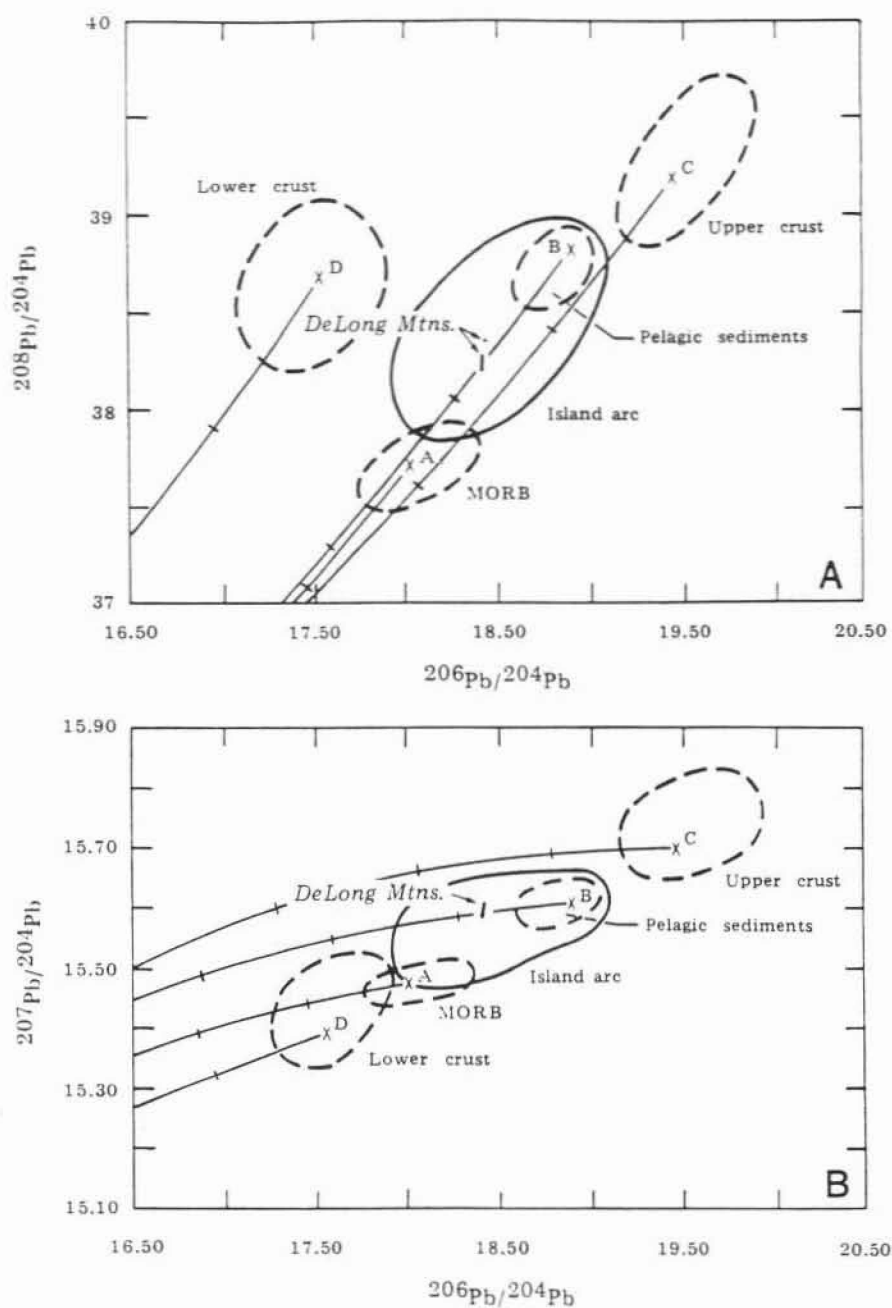 40
Lower crust
C
39
D
B
Upper crust
DeLong Mtns.
Pelagic sediments
208Pb/204Pb
Island arc
38
A
MORB
A
37
16.50 17.50 18.50 19.50 20.50
206Pb/204Pb
15.90
15.70
C
DeLong Mtns.
B
Upper crust
Pelagic sediments
207Pb/204Pb
15.50
A
Island arc
D
MORB
Lower crust
15.30
B
15.10
16.50 17.50 18.50 19.50 20.50
206Pb/204Pb